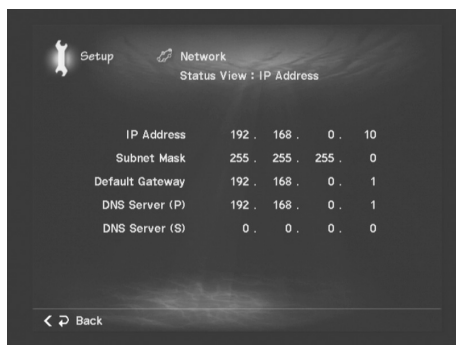 Setup
Network
Status View : IP Address
IP Address 192 . 168 . 0 . 10
Subnet Mask 255 . 255 . 255 . 0
Default Gateway 192 . 168 . 0 . 1
DNS Server (P) 192 . 168 . 0 . 1
DNS Server (S) 0 . 0 . 0 . 0
Back